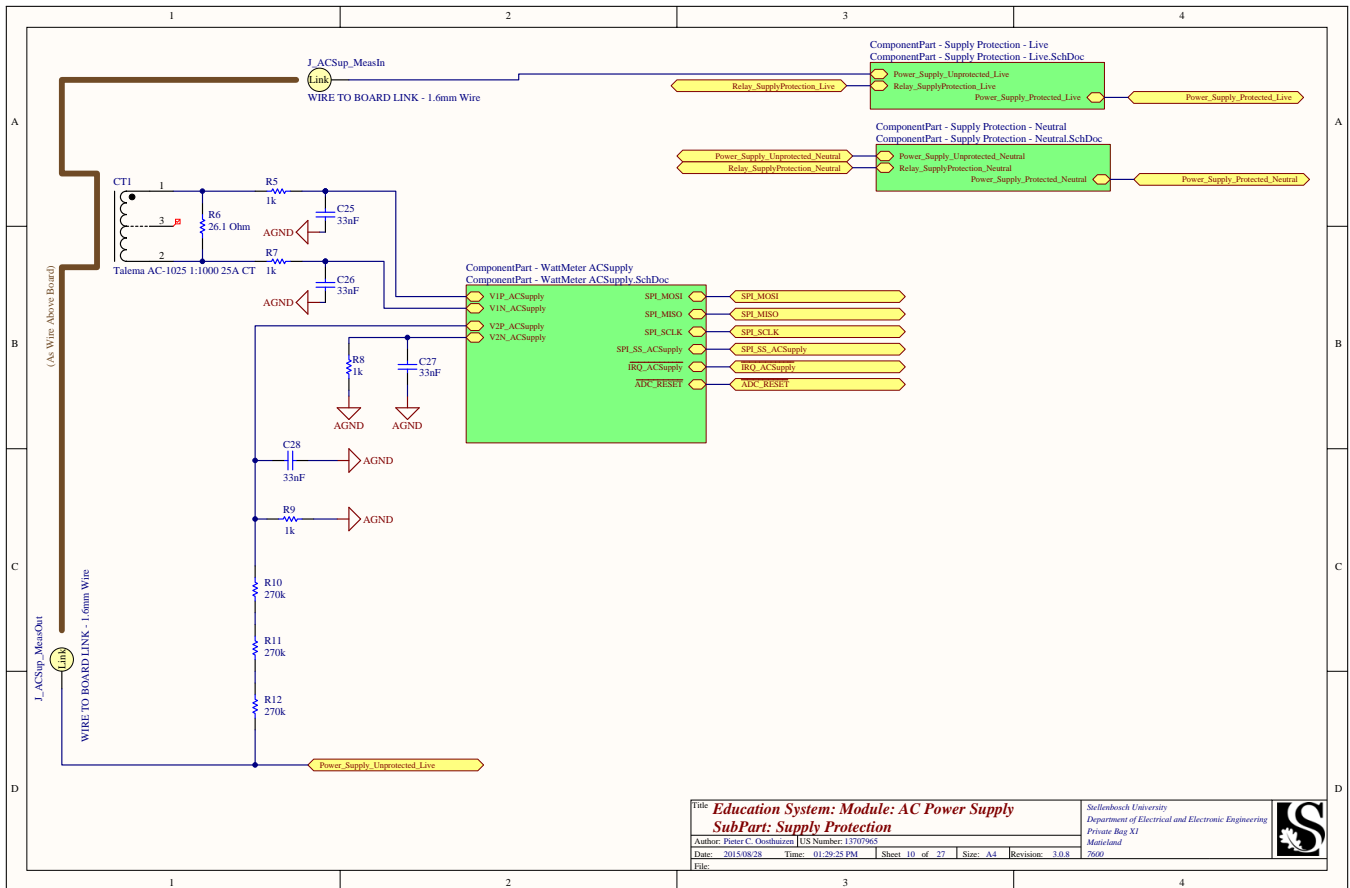 1 2 3 4
A A
B B
C C
D D
1 2 3 4
J_ACSup_MeasIn
Link
WIRE TO BOARD LINK - 1.6mm Wire
ComponentPart - Supply Protection - Live
ComponentPart - Supply Protection - Live.SchDoc
Power_Supply_Unprotected_Live
Relay_SupplyProtection_Live
Relay_SupplyProtection_Live
Power_Supply_Protected_Live
Power_Supply_Protected_Live
ComponentPart - Supply Protection - Neutral
ComponentPart - Supply Protection - Neutral.SchDoc
Power_Supply_Unprotected_Neutral
Power_Supply_Unprotected_Neutral
Relay_SupplyProtection_Neutral
Relay_SupplyProtection_Neutral
Power_Supply_Protected_Neutral
Power_Supply_Protected_Neutral
CT1
1
3
2
R6
26.1 Ohm
Talema AC-1025 1:1000 25A CT
R5
1k
C25
33nF
AGND
R7
1k
C26
33nF
AGND
(As Wire Above Board)
ComponentPart - WattMeter ACSupply
ComponentPart - WattMeter ACSupply.SchDoc
V1P_ACSupply
V1N_ACSupply
V2P_ACSupply
V2N_ACSupply
SPI_MOSI
SPI_MISO
SPI_SCLK
SPI_SS_ACSupply
IRQ_ACSupply
ADC_RESET
SPI_MOSI
SPI_MISO
SPI_SCLK
SPI_SS_ACSupply
IRQ_ACSupply
ADC_RESET
R8
1k
AGND
C27
33nF
AGND
C28
33nF
AGND
R9
1k
AGND
R10
270k
R11
270k
R12
270k
J_ACSup_MeasOut
Link
WIRE TO BOARD LINK - 1.6mm Wire
Power_Supply_Unprotected_Live
Title Education System: Module: AC Power Supply
SubPart: Supply Protection
Author: Pieter C. Oosthuizen US Number: 13707965
Date: 2015/08/28 Time: 01:29:25 PM Sheet 10 of 27 Size: A4 Revision: 3.0.8
File:
Stellenbosch University
Department of Electrical and Electronic Engineering
Private Bag X1
Matieland
7600
S